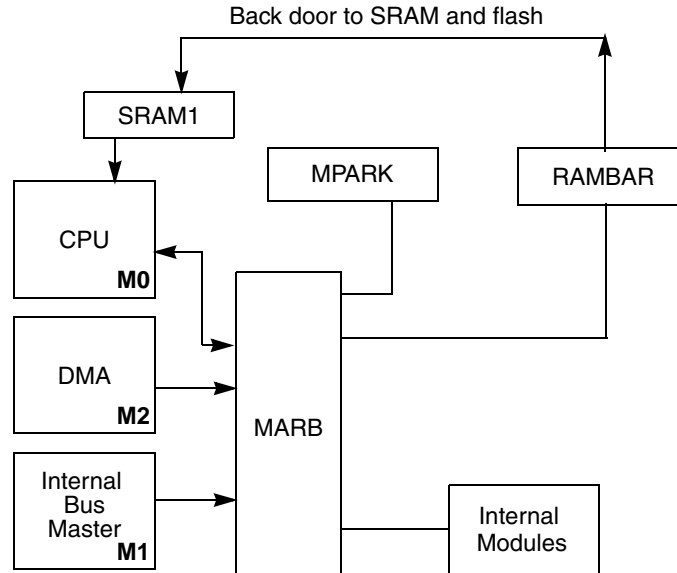 Back door to SRAM and flash
SRAM1
MPARK
RAMBAR
CPU
M0
DMA
M2
MARB
Internal
Bus
Master
M1
Internal
Modules